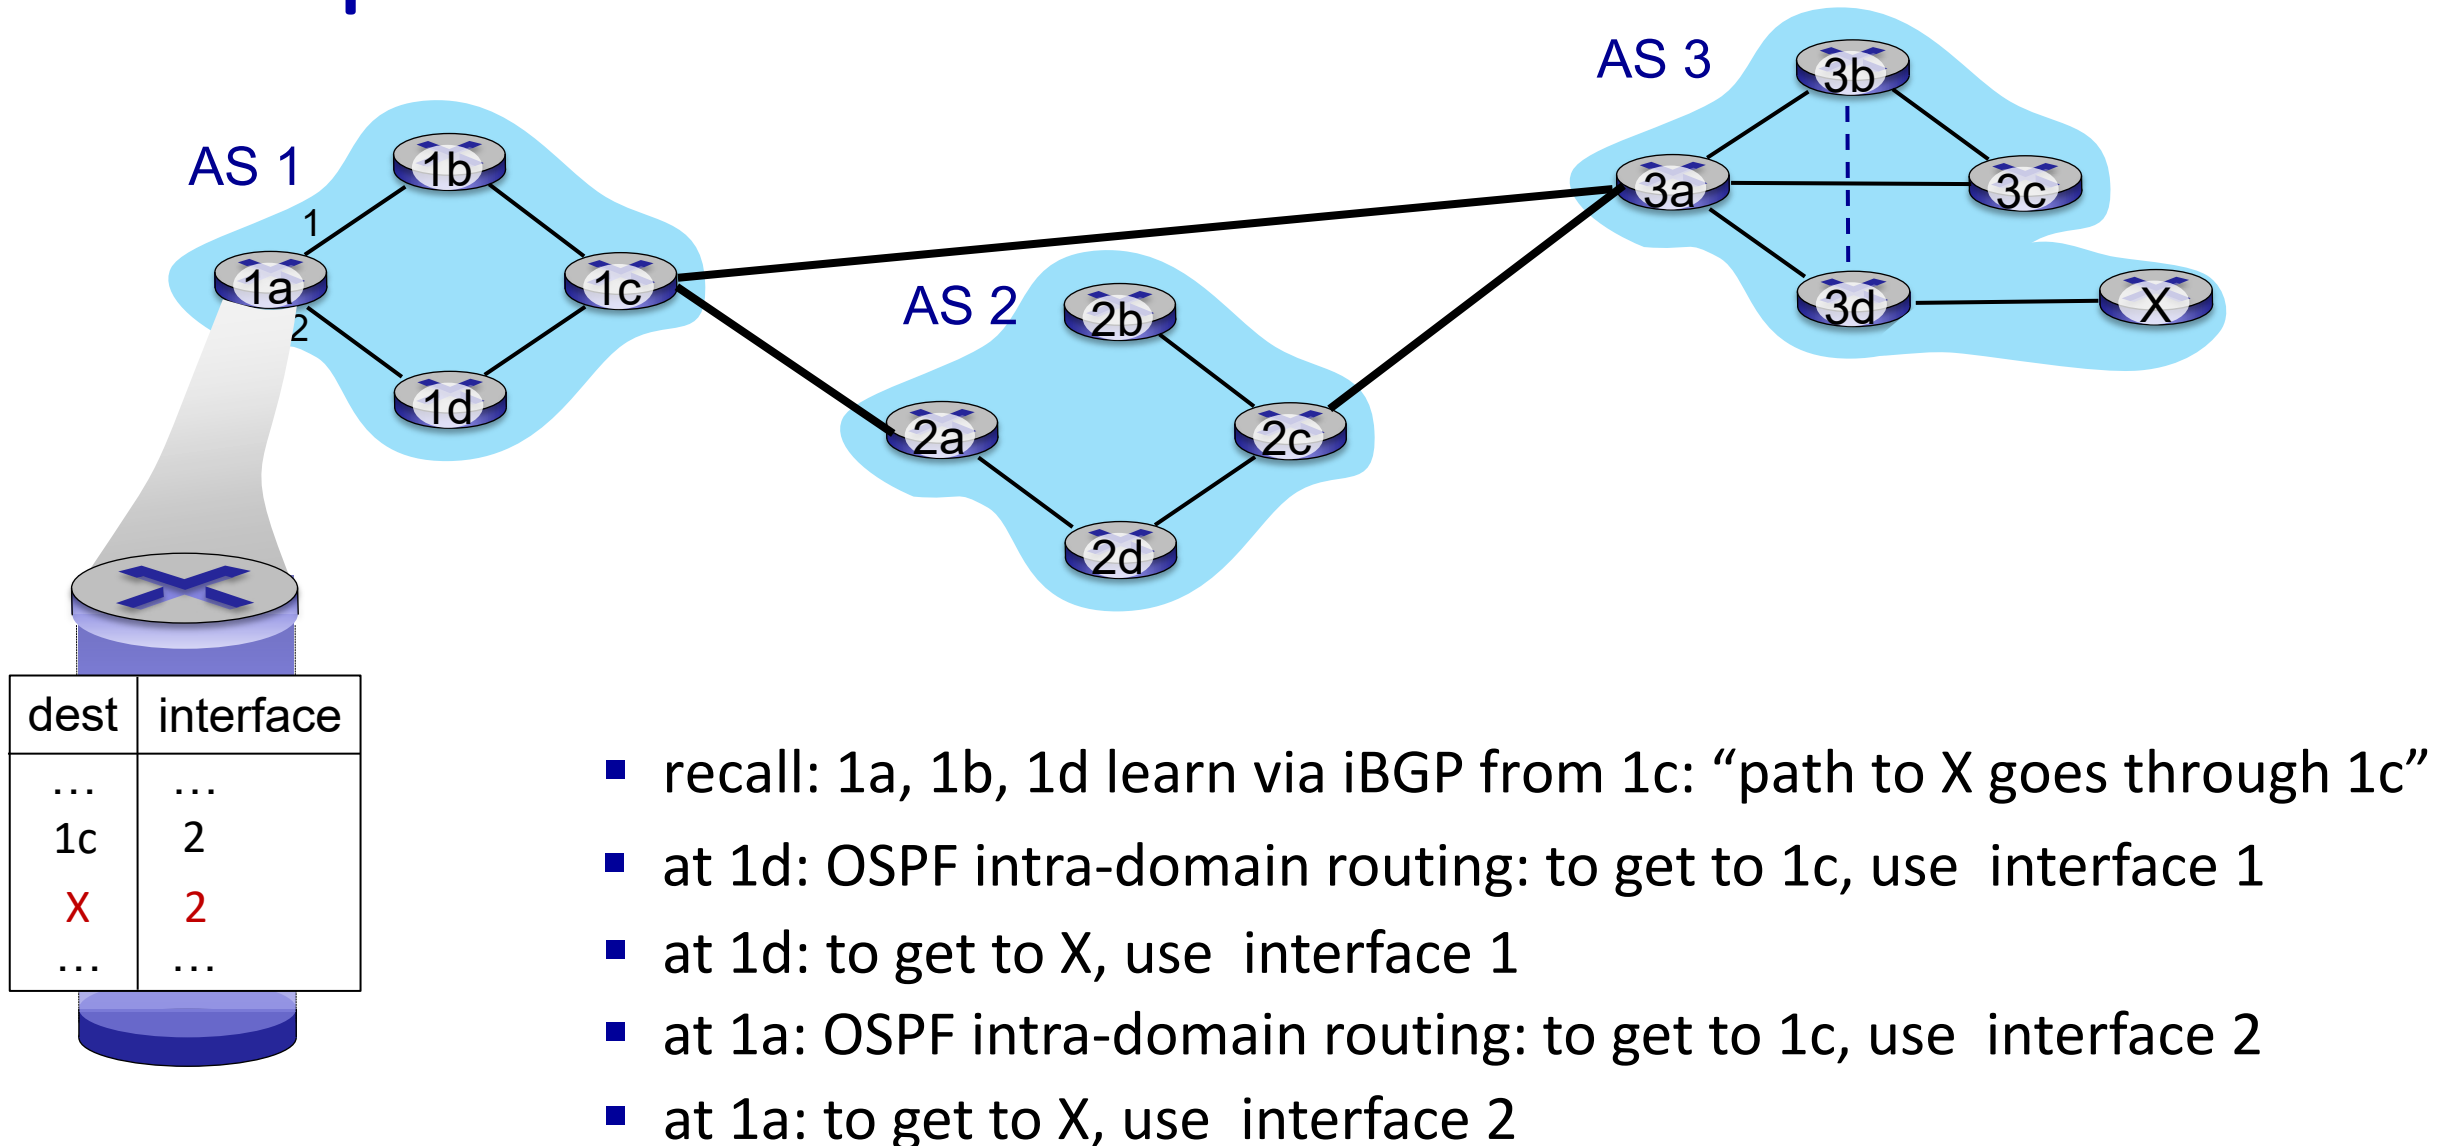 AS 3
3b
AS 1
1b
3a
3c
1
1a
1c
AS 2
2b
3d
X
2
1d
2a
2c
2d
dest interface
... ...
1c 2
X 2
... ...
▪ recall: 1a, 1b, 1d learn via iBGP from 1c: “path to X goes through 1c”
▪ at 1d: OSPF intra-domain routing: to get to 1c, use interface 1
▪ at 1d: to get to X, use interface 1
▪ at 1a: OSPF intra-domain routing: to get to 1c, use interface 2
▪ at 1a: to get to X, use interface 2